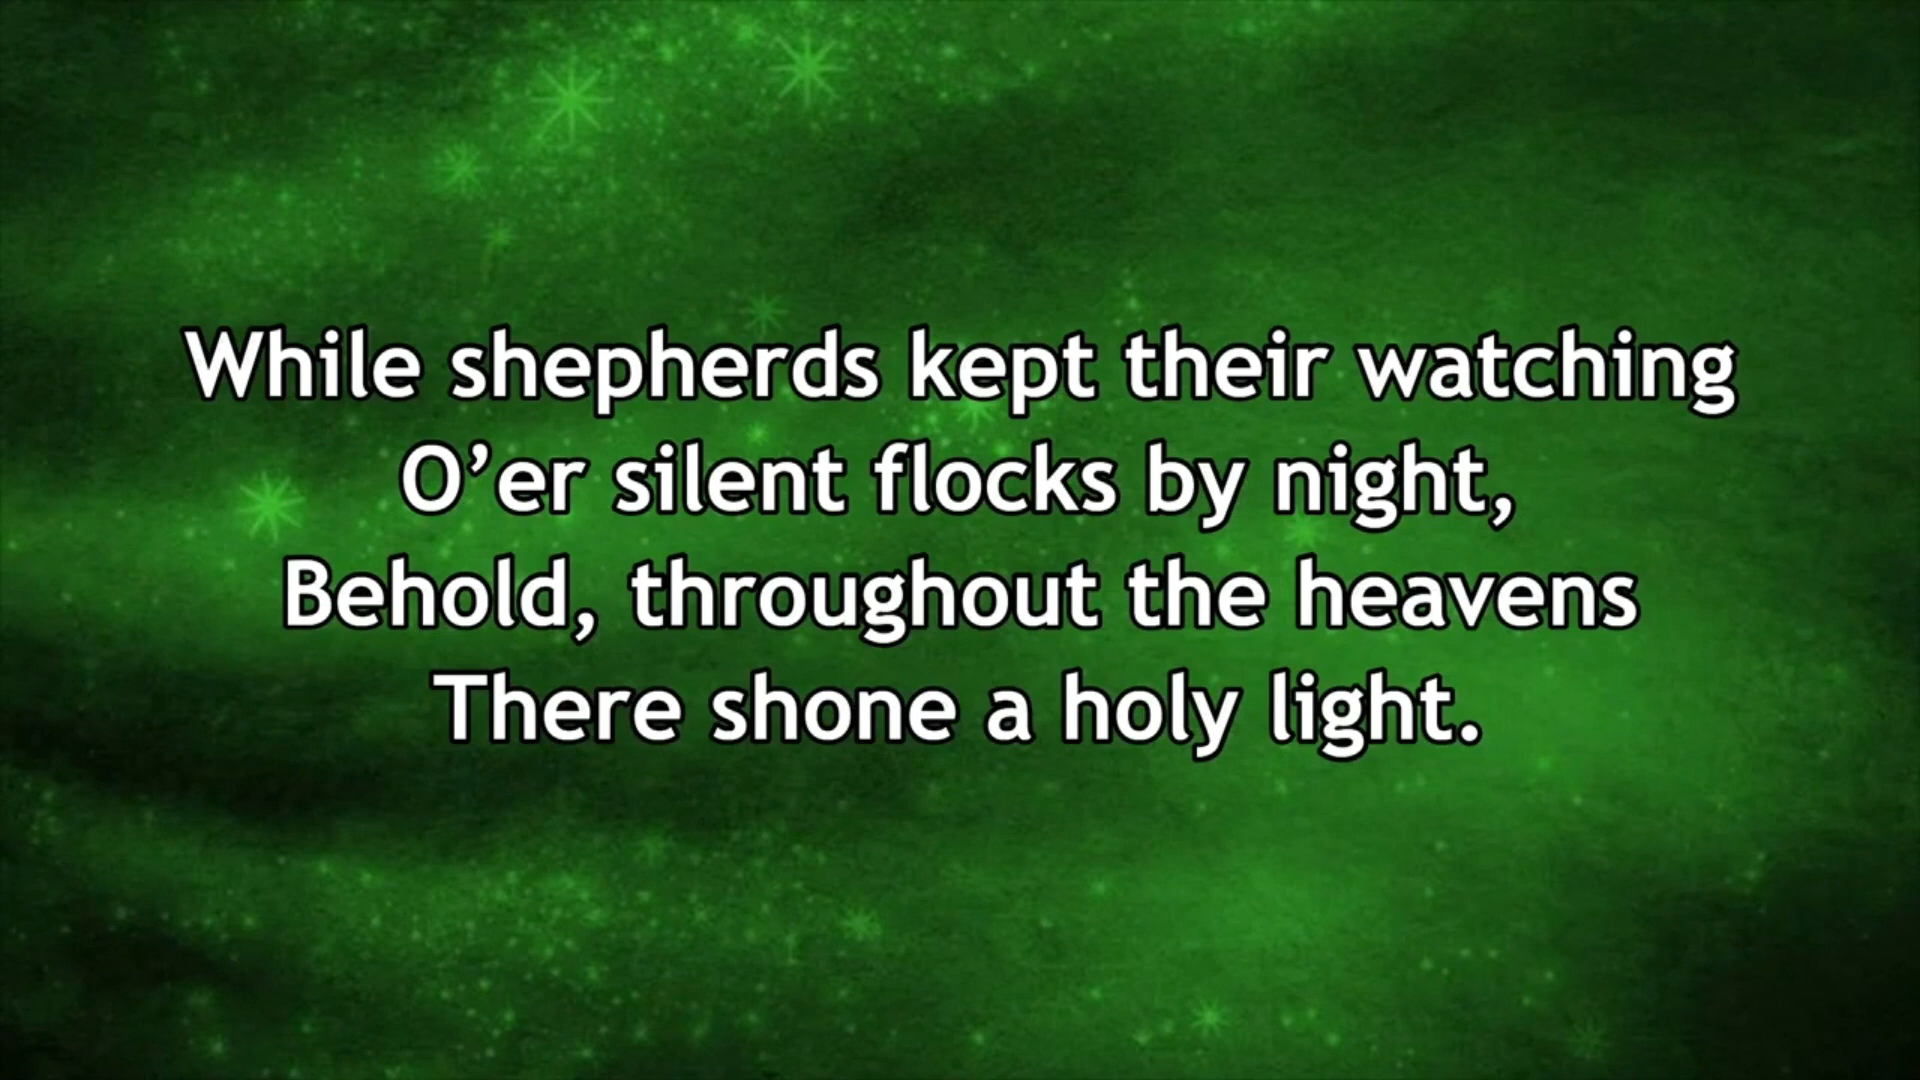 While shepherds kept their watching
O’er silent flocks by night,
Behold, throughout the heavens
There shone a holy light.